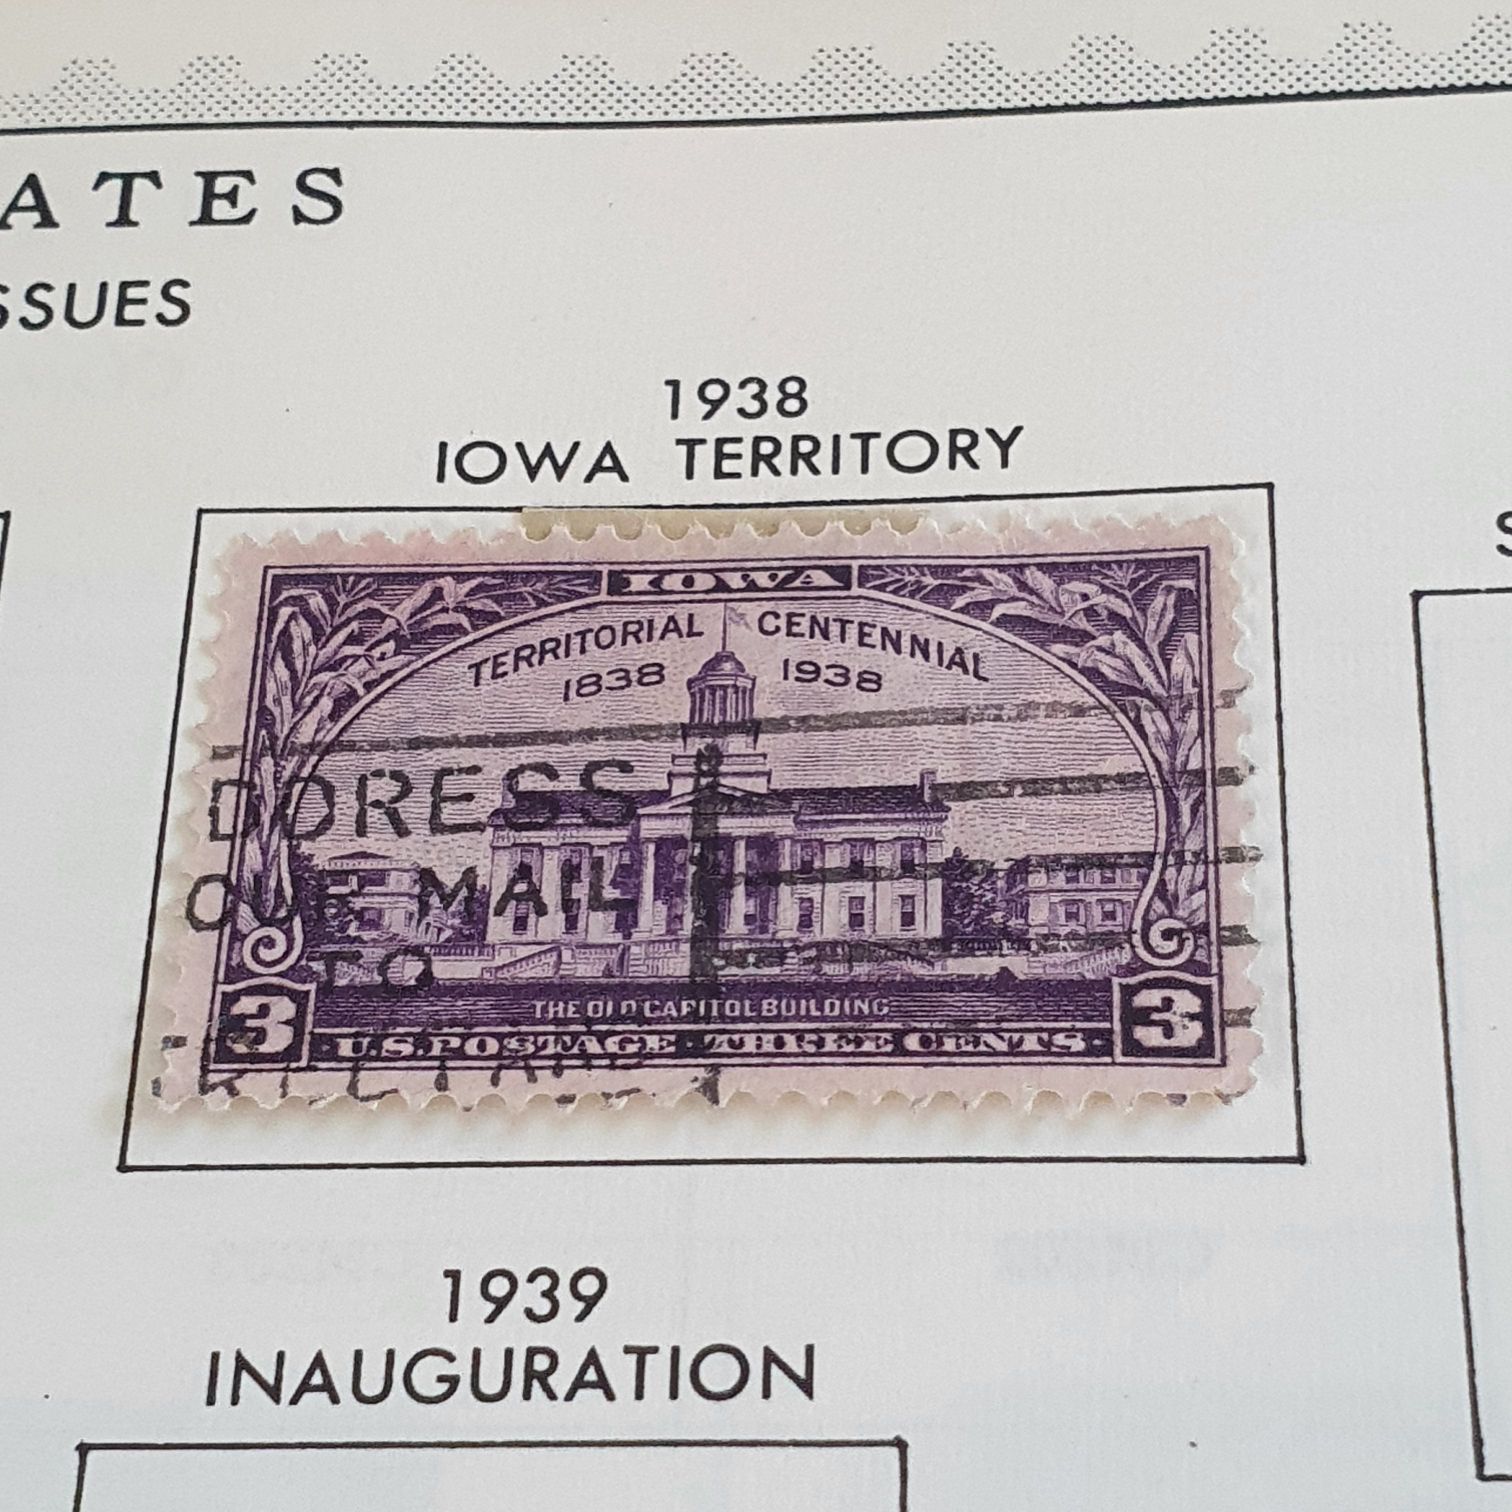 ATES
SSUES
1938
IOWA TERRITORY
IOWA
TERRITORIAL CENTENNIAL
1838 1938
DDRESS
OUR MAIL
TO
THE OLD CAPITOL BUILDING
3 U.S. POSTAGE · THREE CENTS · 3
S
1939
INAUGURATION